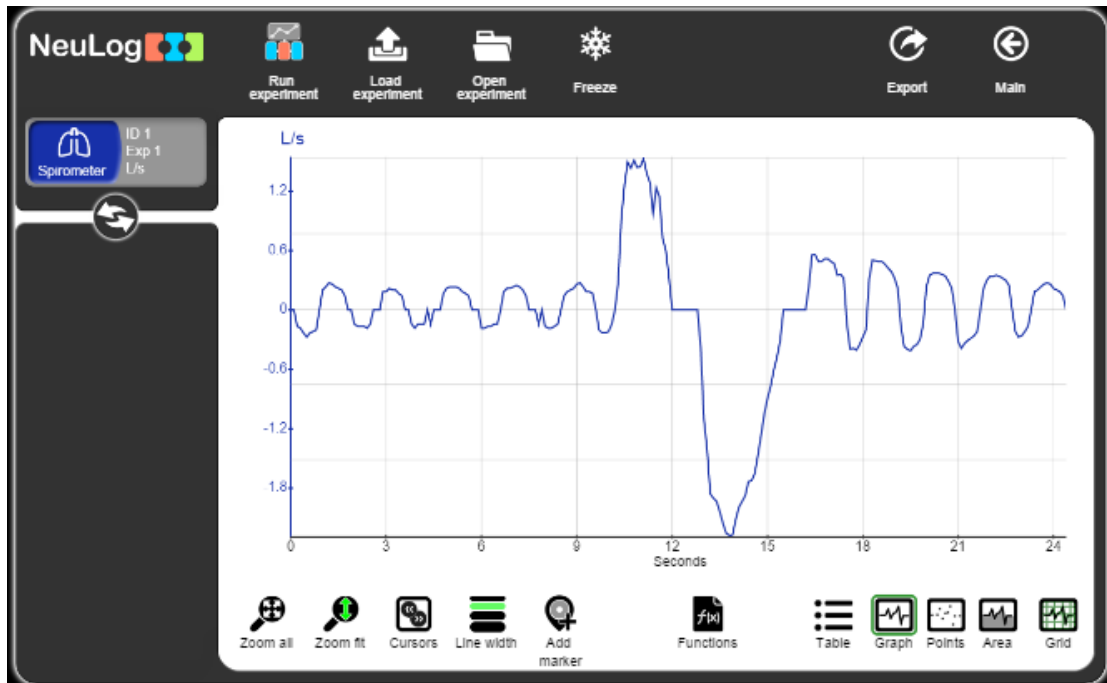 NeuLog
Run experiment
Load experiment
Open experiment
Freeze
Export
Main
Spirometer
ID 1
Exp 1
L/s
L/s
1.2
0.6
0
-0.6
-1.2
1.8
0 3 6 9 12 15 18 21 24
Seconds
Zoom all
Zoom fit
Cursors
Line width
Add marker
f(x)
Functions
Table
Graph
Points
Area
Grid